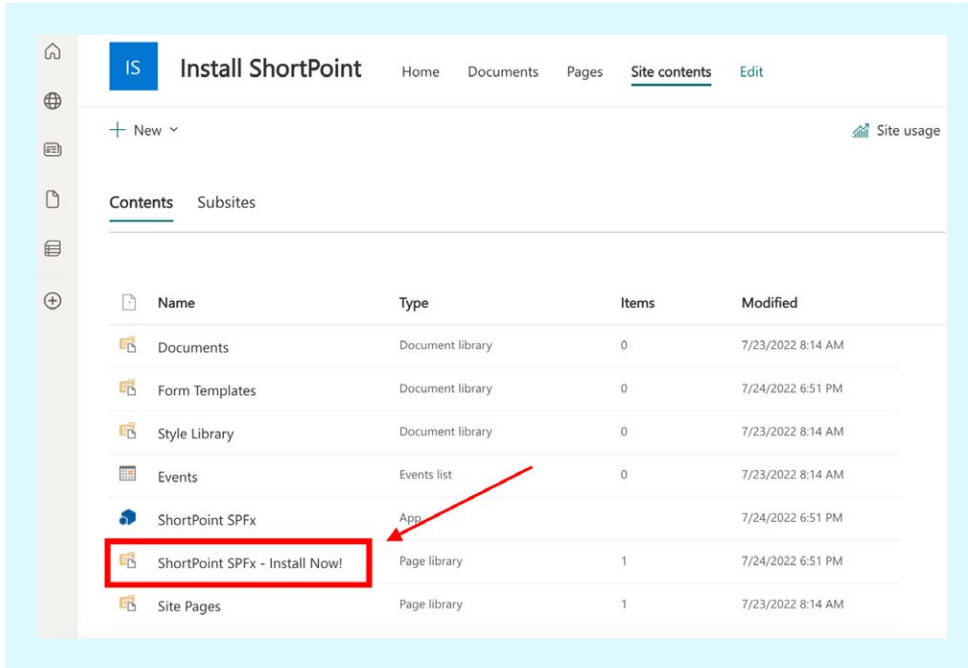 IS Install ShortPoint Home Documents Pages Site contents Edit
New Site usage
Contents Subsites
Name Type Items Modified
Documents Document library 0 7/23/2022 8:14 AM
Form Templates Document library 0 7/24/2022 6:51 PM
Style Library Document library 0 7/23/2022 8:14 AM
Events Events list 0 7/23/2022 8:14 AM
ShortPoint SPFx App 7/24/2022 6:51 PM
ShortPoint SPFx - Install Now! Page library 1 7/24/2022 6:51 PM
Site Pages Page library 1 7/23/2022 8:14 AM